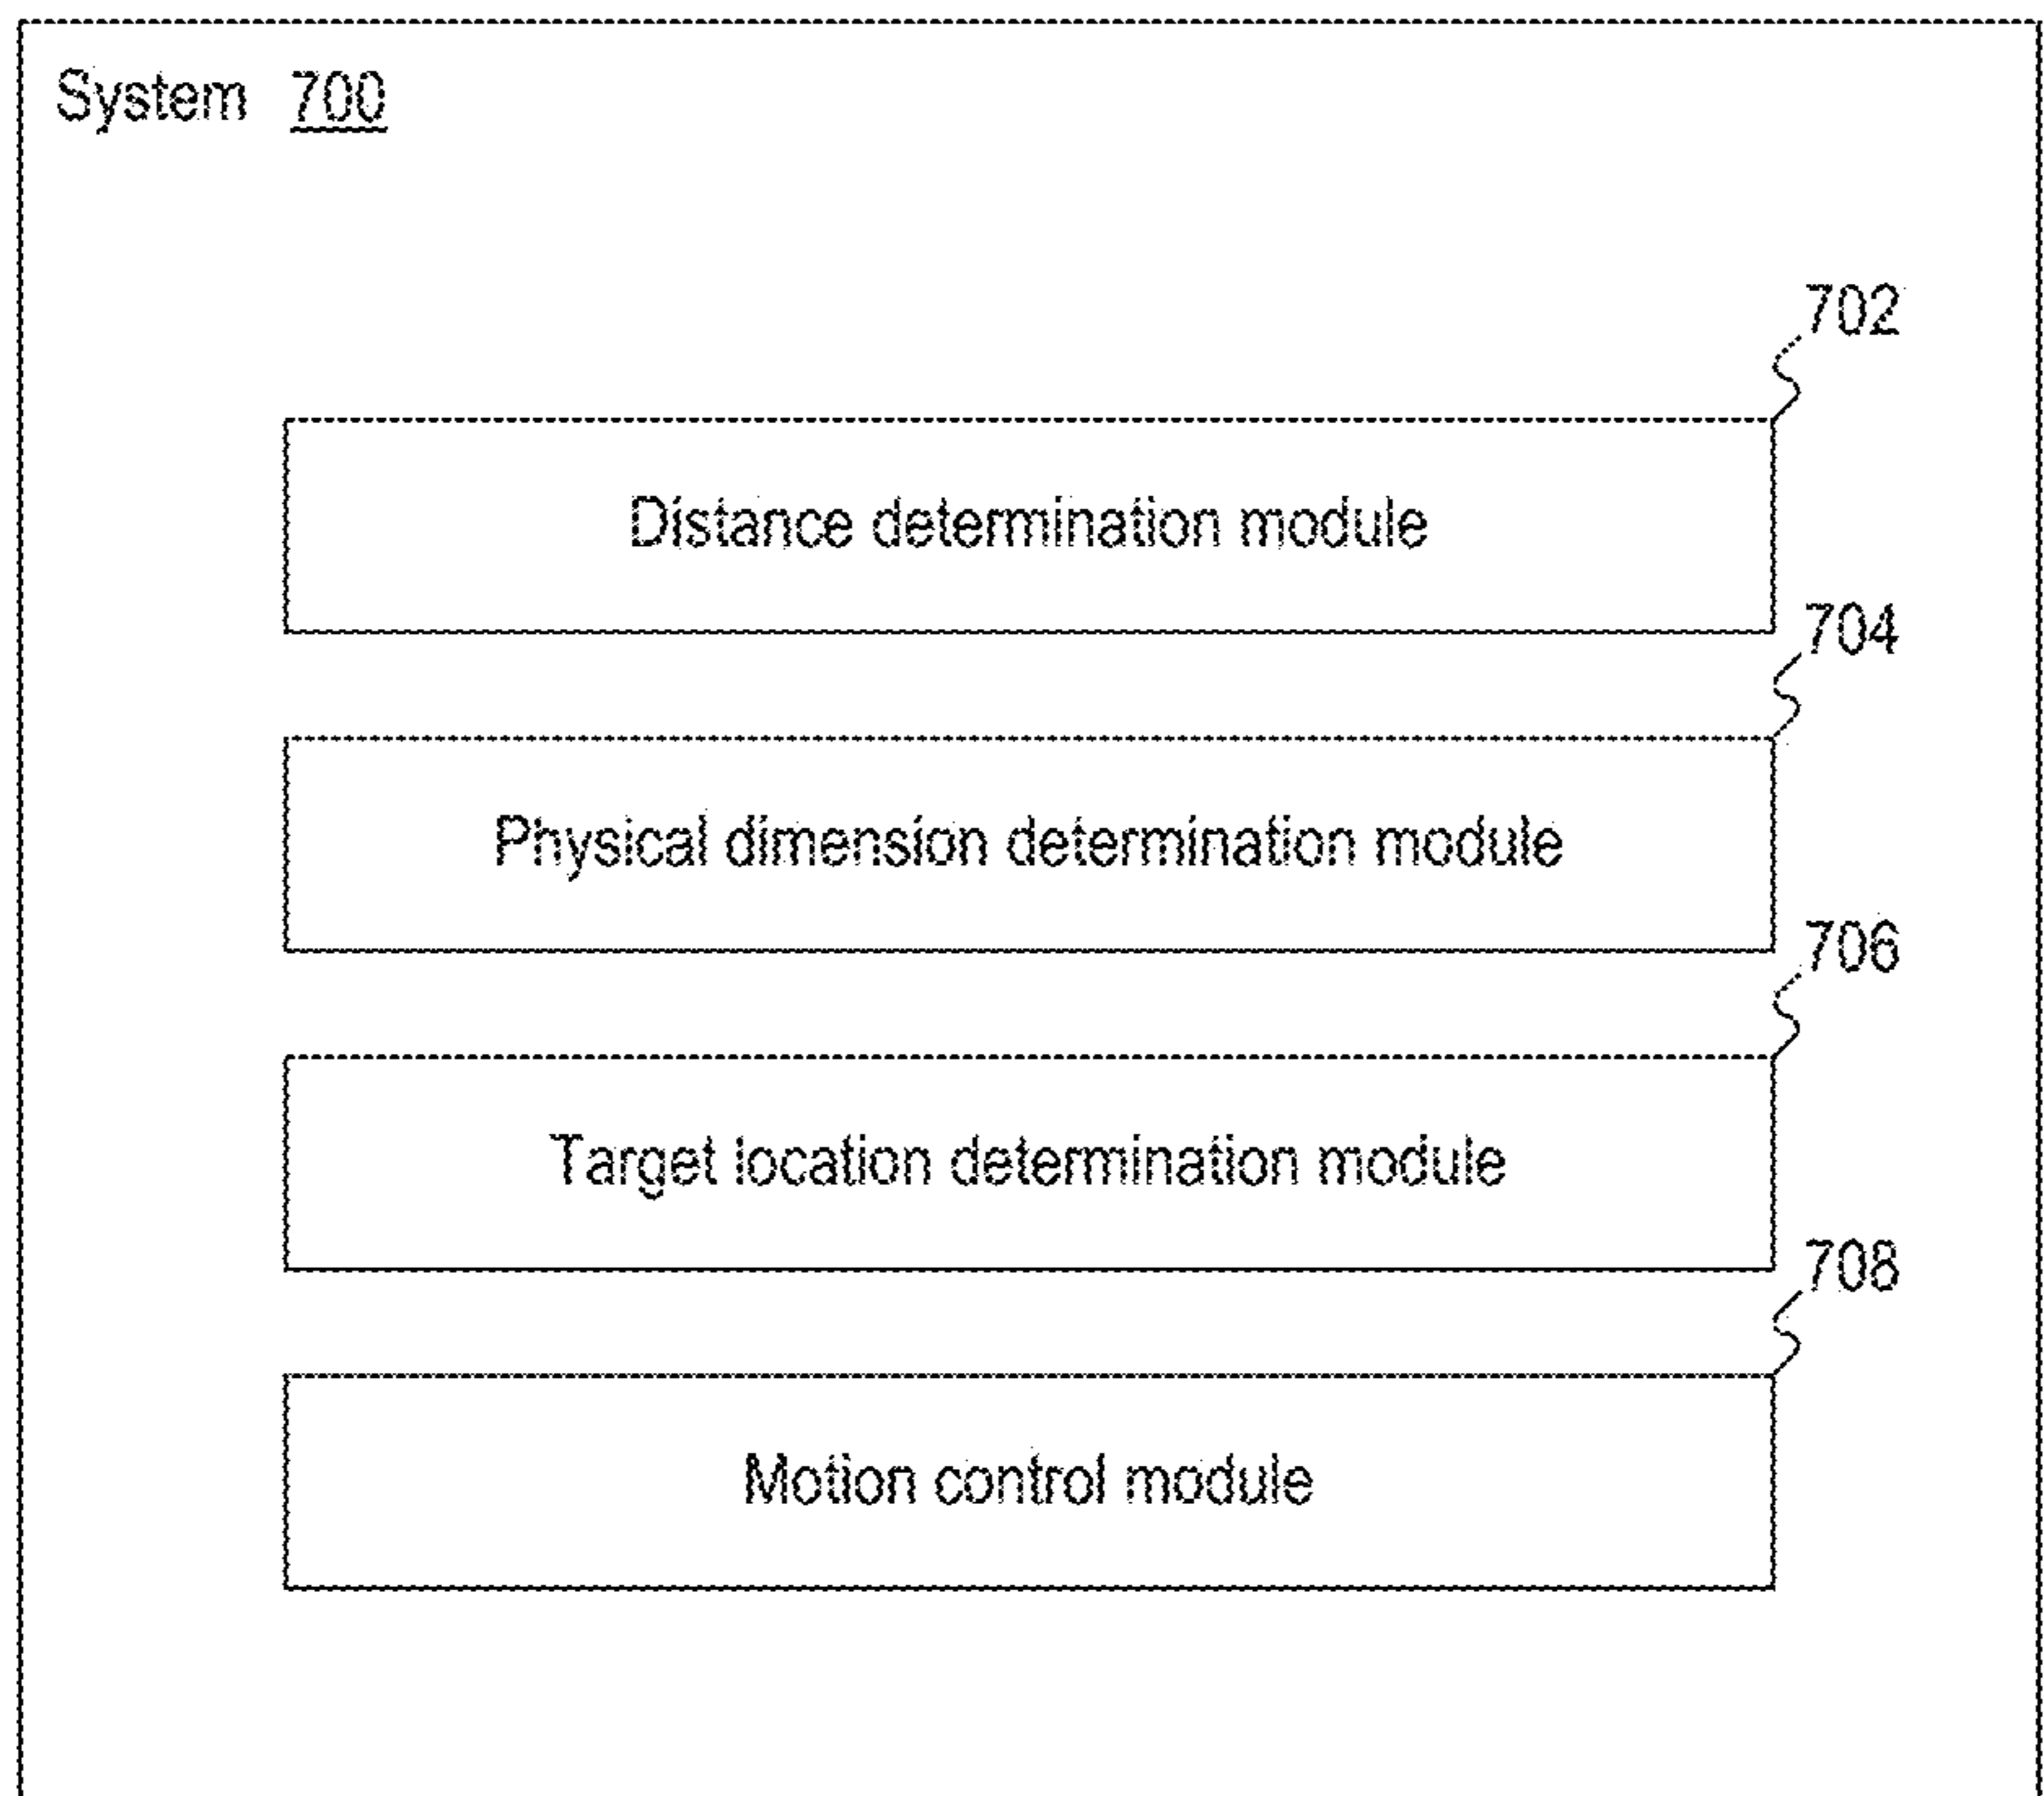 System 700
702
Distance determination module
704
Physical dimension determination module
706
Target location determination module
708
Motion control module